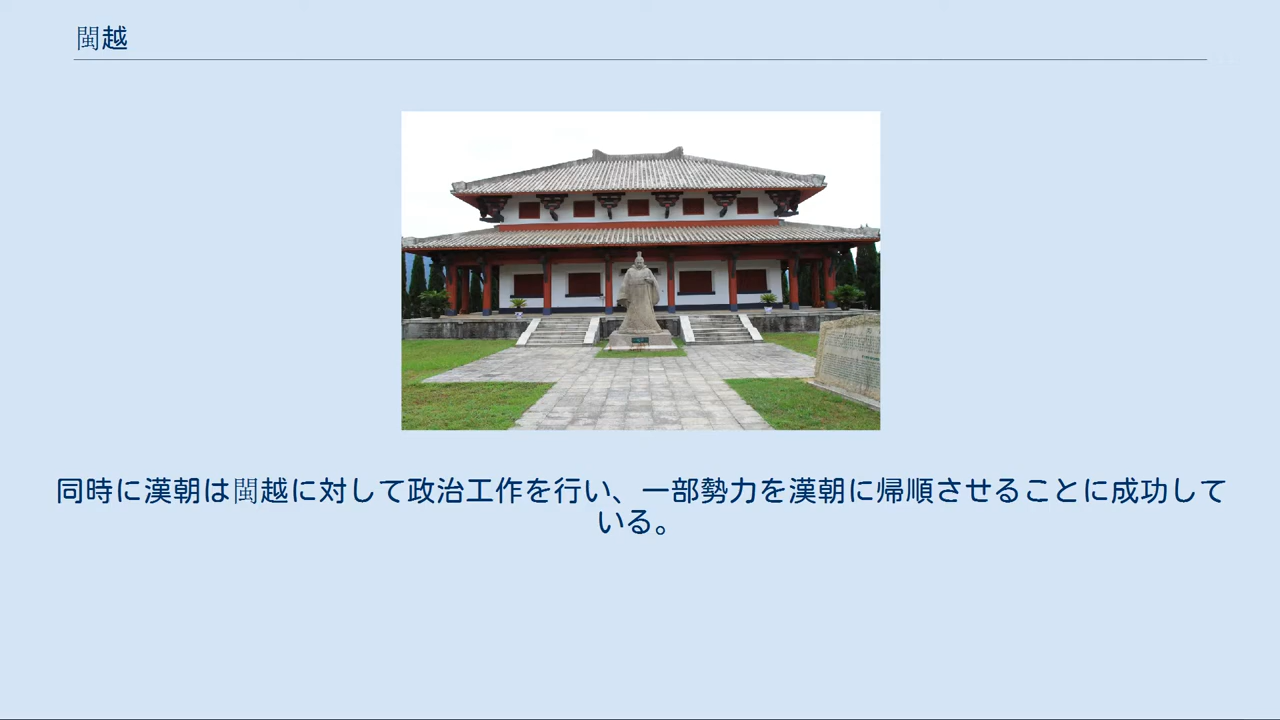 閩越
同時に漢朝は閩越に対して政治工作を行い、一部勢力を漢朝に帰順させることに成功して
いる。